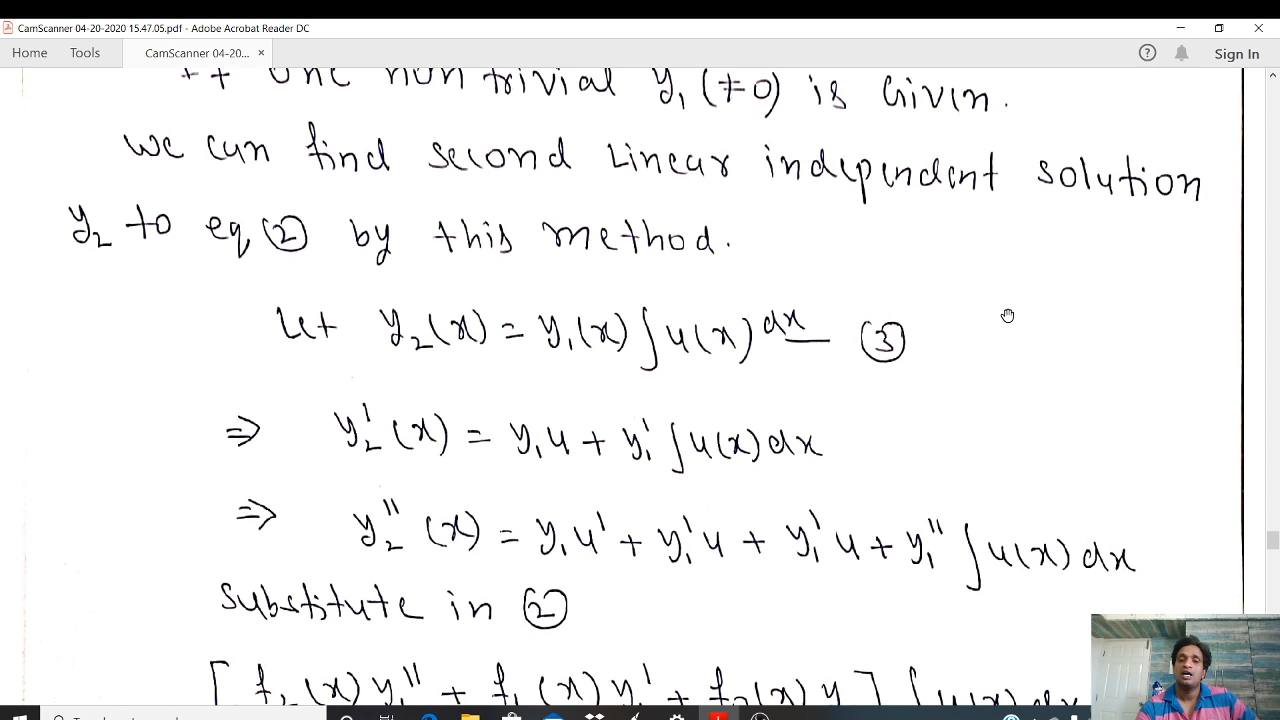 CamScanner 04-20-2020 15.47.05.pdf - Adobe Acrobat Reader DC
Home Tools CamScanner 04-20... × Sign In
one non trivial y₁(≠0) is Given.
we can find second Linear independent solution
y₂ to eq ② by this method.
Let y₂(x) = y₁(x) ∫u(x) dx — ③
⇒ y₂'(x) = y₁u + y₁' ∫u(x)dx
⇒ y₂''(x) = y₁u' + y₁'u + y₁'u + y₁'' ∫u(x)dx
Substitute in ②